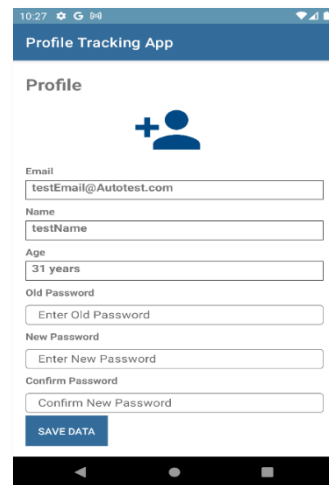 10:27 G
Profile Tracking App
Profile
Email
testEmail@Autotest.com
Name
testName
Age
31 years
Old Password
Enter Old Password
New Password
Enter New Password
Confirm Password
Confirm New Password
SAVE DATA